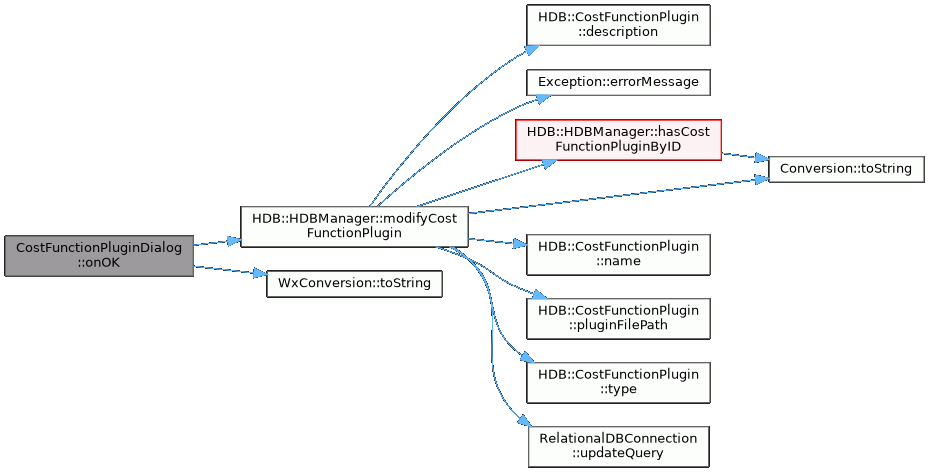 CostFunctionPluginDialog
::onOK
HDB::HDBManager::modifyCost
FunctionPlugin
WxConversion::toString
HDB::CostFunctionPlugin
::description
Exception::errorMessage
HDB::HDBManager::hasCost
FunctionPluginByID
Conversion::toString
HDB::CostFunctionPlugin
::name
HDB::CostFunctionPlugin
::pluginFilePath
HDB::CostFunctionPlugin
::type
RelationalDBConnection
::updateQuery